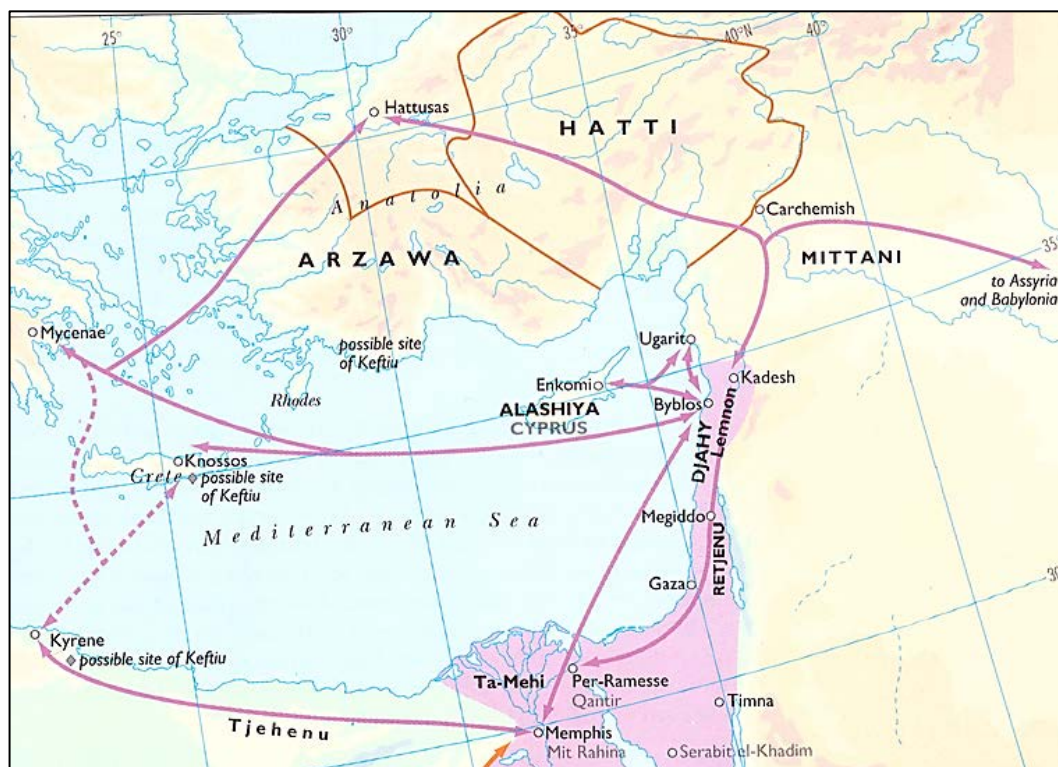 25°
30°
35°
40°N
40°
Hattusas
HATTI
Anatolia
Carchemish
ARZAWA
MITTANI
35°
to Assyria
and Babylonia
Mycenae
possible site
of Keftiu
Ugarit
Rhodes
Enkomi
Kadesh
ALASHIYA
CYPRUS
Byblos
DJAHY
Lemnon
Knossos
Crete
possible site
of Keftiu
Mediterranean Sea
Megiddo
RETJENU
Gaza
30
Kyrene
possible site of Keftiu
Ta-Mehi
Per-Ramesse
Qantir
Timna
Tjehenu
Memphis
Mit Rahina
Serabit el-Khadim